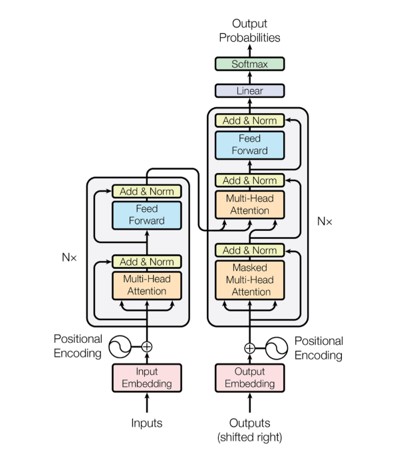 Output
Probabilities
Softmax
Linear
Add & Norm
Feed
Forward
Add & Norm
Multi-Head
Attention
Add & Norm
Masked
Multi-Head
Attention
Nx
Add & Norm
Feed
Forward
Add & Norm
Multi-Head
Attention
Nx
Positional
Encoding
Positional
Encoding
Input
Embedding
Output
Embedding
Inputs
Outputs
(shifted right)